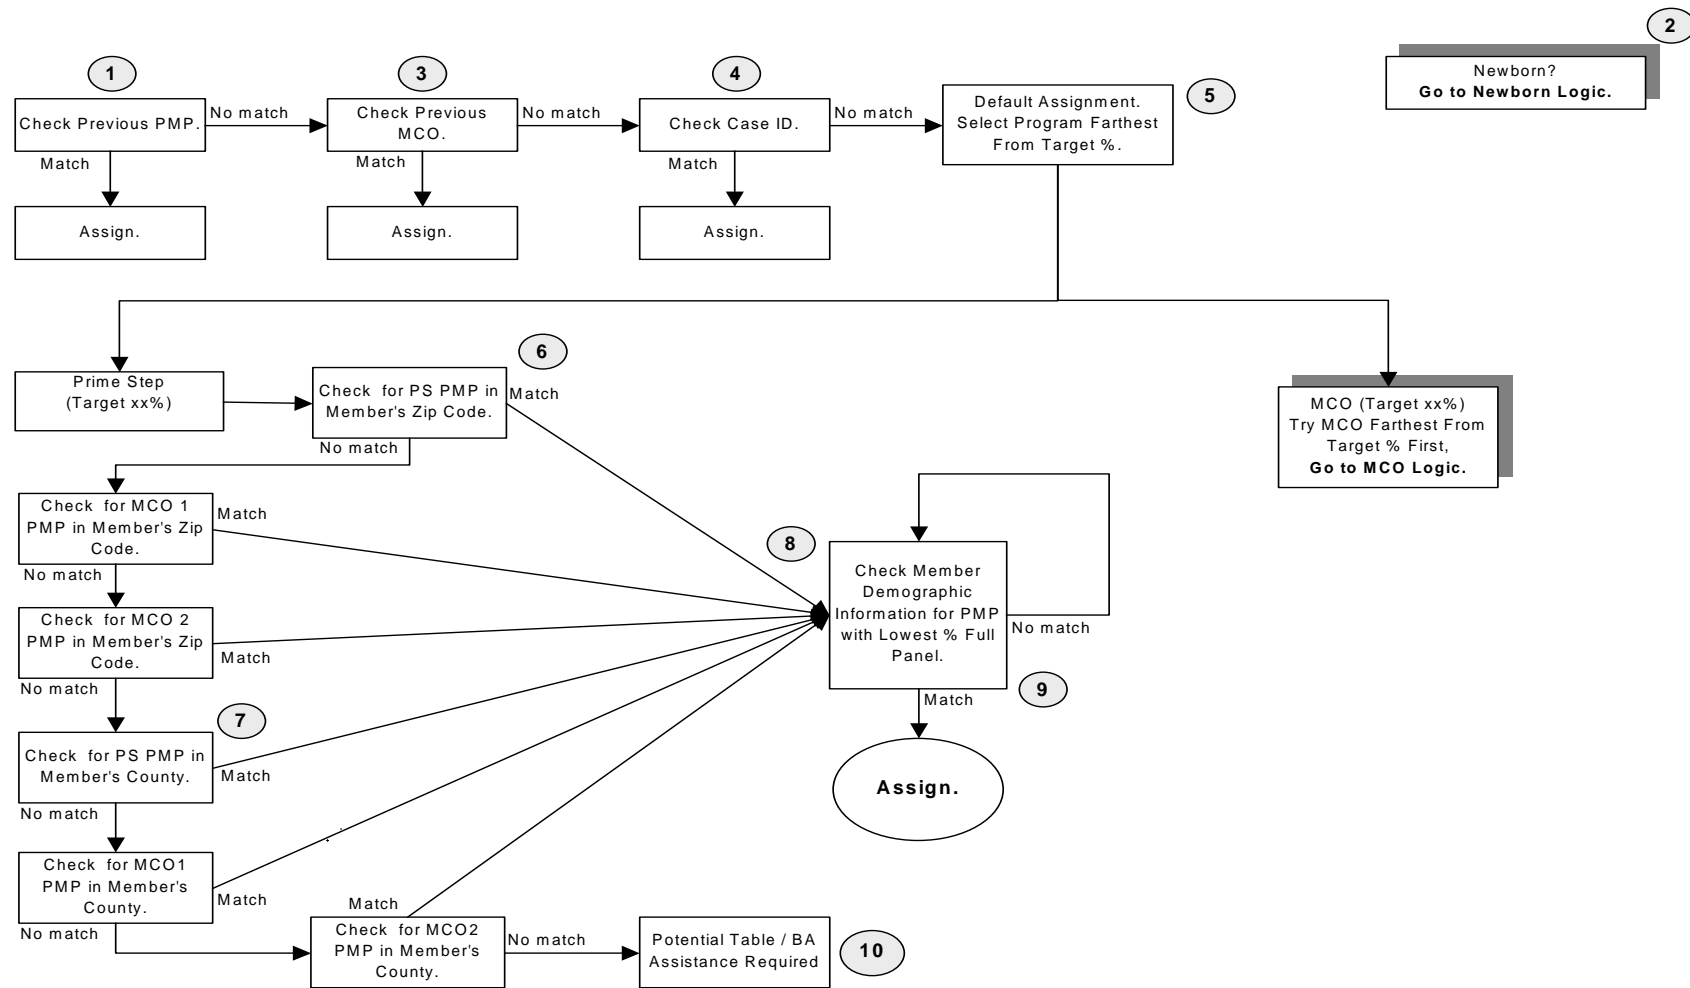 2
Newborn?
Go to Newborn Logic.
1
3
4
5
Check Previous PMP.
No match
Check Previous
MCO.
No match
Check Case ID.
No match
Default Assignment.
Select Program Farthest
From Target %.
Match
Match
Match
Assign.
Assign.
Assign.
6
Prime Step
(Target xx%)
Check for PS PMP in
Member's Zip Code.
Match
No match
MCO (Target xx%)
Try MCO Farthest From
Target % First,
Go to MCO Logic.
Check for MCO 1
PMP in Member's Zip
Code.
Match
No match
8
Check Member
Demographic
Information for PMP
with Lowest % Full
Panel.
No match
Check for MCO 2
PMP in Member's Zip
Code.
Match
No match
9
Match
7
Check for PS PMP in
Member's County.
Match
No match
Assign.
Check for MCO1
PMP in Member's
County.
Match
No match
Match
Check for MCO2
PMP in Member's
County.
No match
Potential Table / BA
Assistance Required
10